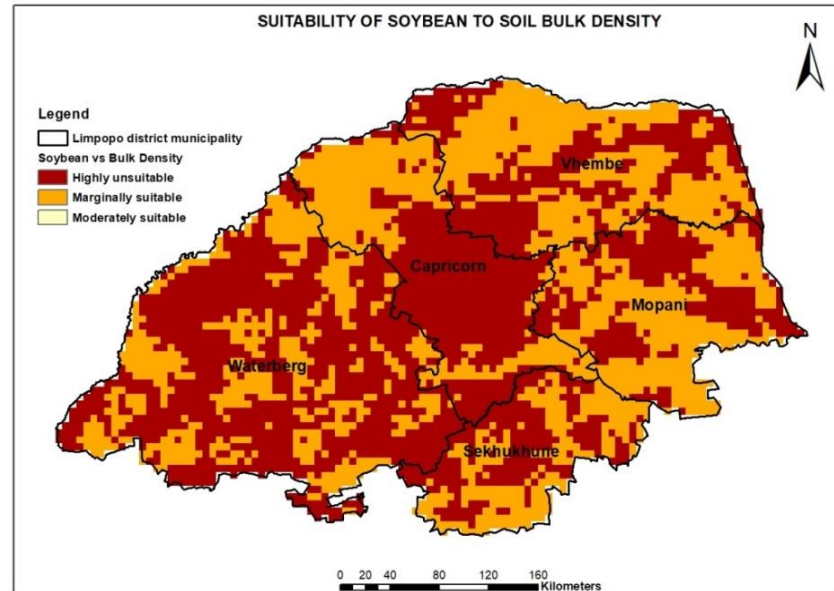 SUITABILITY OF SOYBEAN TO SOIL BULK DENSITY
N
Legend
Limpopo district municipality
Soybean vs Bulk Density
Highly unsuitable
Marginally suitable
Moderately suitable
Vhembe
Capricorn
Mopani
Waterberg
Sekhukhune
0 20 40 80 120 160
Kilometers